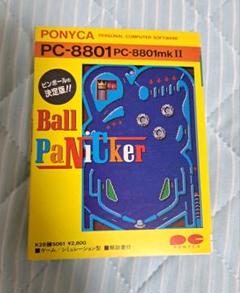 PONYCA PERSONAL COMPUTER SOFTWARE
PC-8801 PC-8801mkII
ピンボールの
決定版!!
Ball
PaNicker
¥2,800
■ゲーム/シミュレーション型 ■解説書付
PONYCA